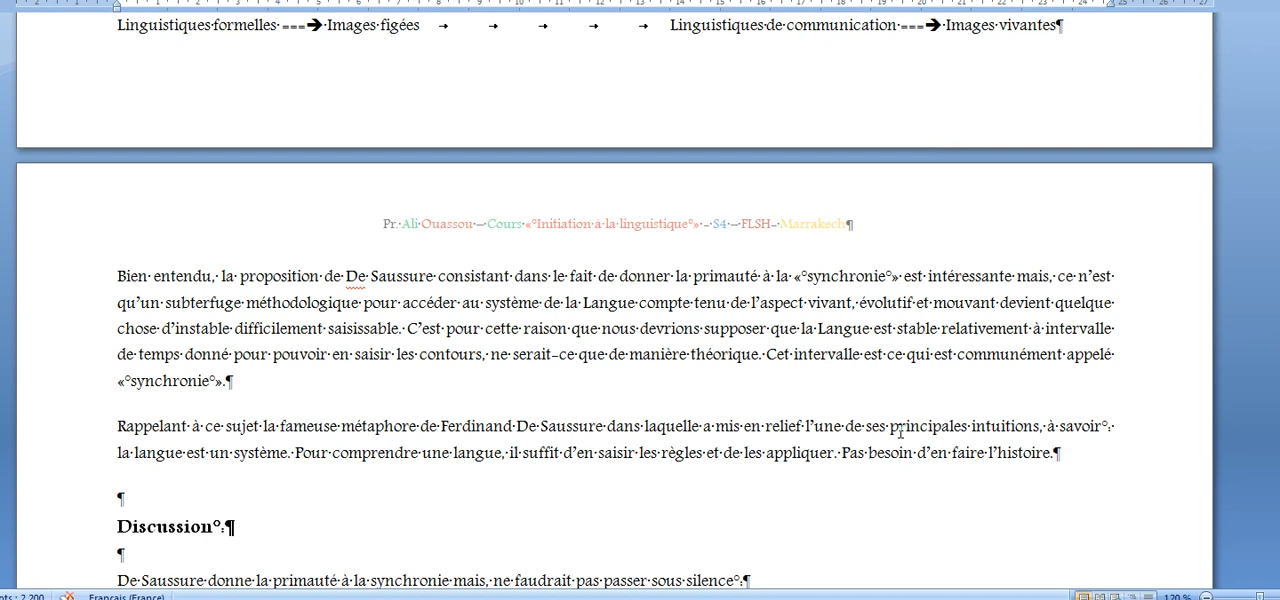 Linguistiques formelles ===➔ Images figées → → → → → Linguistiques de communication ===➔ Images vivantes¶
Pr. Ali Ouassou – Cours «°Initiation à la linguistique°» - S4 – FLSH- Marrakech¶
Bien entendu, la proposition de De Saussure consistant dans le fait de donner la primauté à la «°synchronie°» est intéressante mais, ce n'est
qu'un subterfuge méthodologique pour accéder au système de la Langue compte tenu de l'aspect vivant, évolutif et mouvant devient quelque
chose d'instable difficilement saisissable. C'est pour cette raison que nous devrions supposer que la Langue est stable relativement à intervalle
de temps donné pour pouvoir en saisir les contours, ne serait-ce que de manière théorique. Cet intervalle est ce qui est communément appelé
«°synchronie°».¶
Rappelant à ce sujet la fameuse métaphore de Ferdinand De Saussure dans laquelle a mis en relief l'une de ses principales intuitions, à savoir°:
la langue est un système. Pour comprendre une langue, il suffit d'en saisir les règles et de les appliquer. Pas besoin d'en faire l'histoire.¶
¶
Discussion°:¶
¶
De Saussure donne la primauté à la synchronie mais, ne faudrait pas passer sous silence°:¶
2 200 Français (France) 120 %